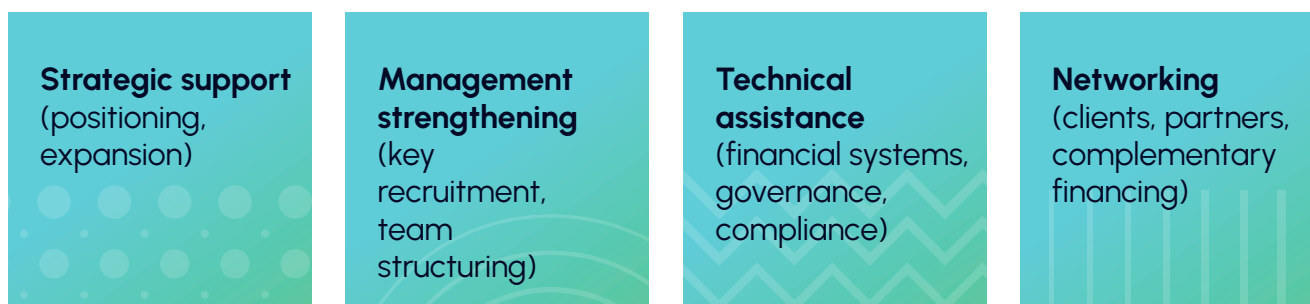 Strategic support
(positioning,
expansion)
Management
strengthening
(key
recruitment,
team
structuring)
Technical
assistance
(financial systems,
governance,
compliance)
Networking
(clients, partners,
complementary
financing)